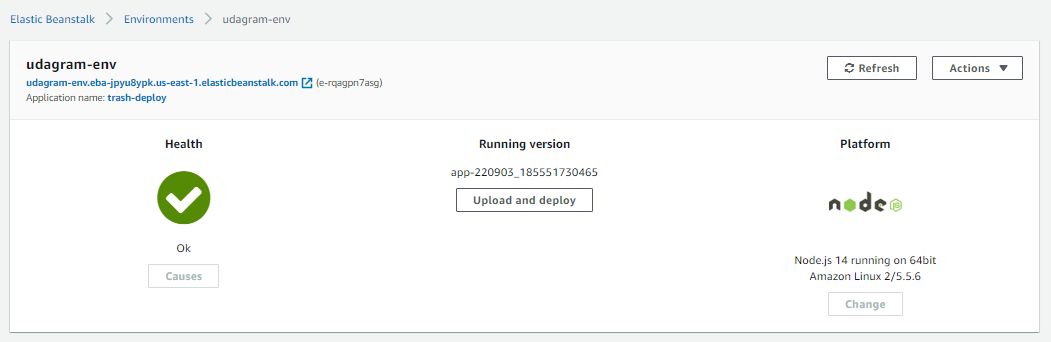 Elastic Beanstalk > Environments > udagram-env
udagram-env
Refresh
Actions
udagram-env.eba-jpyu8ypk.us-east-1.elasticbeanstalk.com (e-rqagpn7asg)
Application name: trash-deploy
Health
Running version
Platform
app-220903_185551730465
Upload and deploy
node JS
Ok
Causes
Node.js 14 running on 64bit
Amazon Linux 2/5.5.6
Change